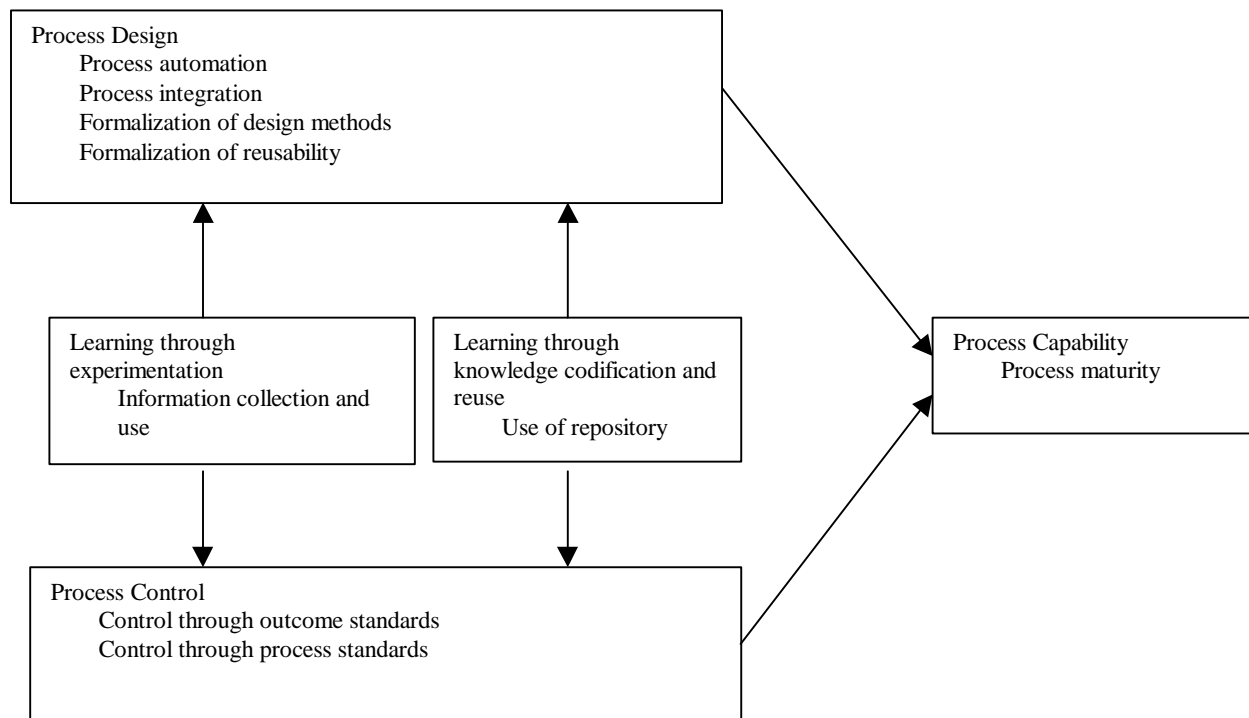 Process Design
Process automation
Process integration
Formalization of design methods
Formalization of reusability
Learning through
experimentation
Information collection and
use
Learning through
knowledge codification and
reuse
Use of repository
Process Capability
Process maturity
Process Control
Control through outcome standards
Control through process standards